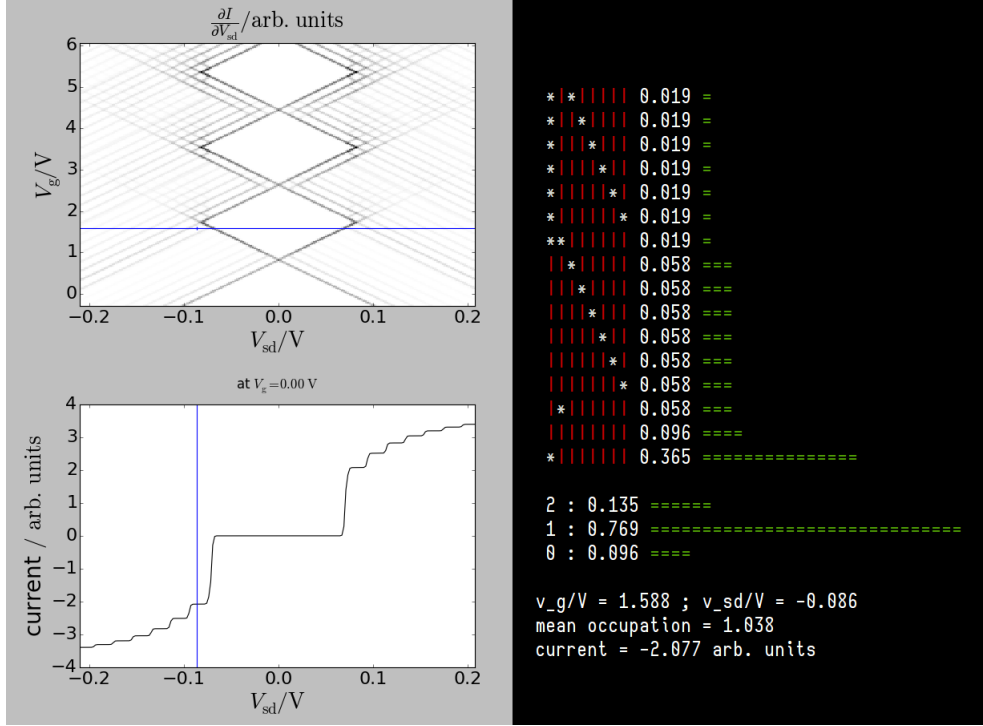 ∂I/∂V_sd /arb. units
6
5
4
3
2
1
0
V_g/V
−0.2 −0.1 0.0 0.1 0.2
V_sd/V
at V_g=0.00 V
4
3
2
1
0
−1
−2
−3
−4
current / arb. units
−0.2 −0.1 0.0 0.1 0.2
V_sd/V
*|*||||| 0.019 =
*||*|||| 0.019 =
*|||*||| 0.019 =
*||||*|| 0.019 =
*|||||*| 0.019 =
*||||||* 0.019 =
**|||||| 0.019 =
||*||||| 0.058 ===
|||*|||| 0.058 ===
||||*||| 0.058 ===
|||||*|| 0.058 ===
||||||*| 0.058 ===
|||||||* 0.058 ===
|*|||||| 0.058 ===
|||||||| 0.096 ====
*||||||| 0.365 ===============
2 : 0.135 ======
1 : 0.769 ==============================
0 : 0.096 ====
v_g/V = 1.588 ; v_sd/V = -0.086
mean occupation = 1.038
current = -2.077 arb. units